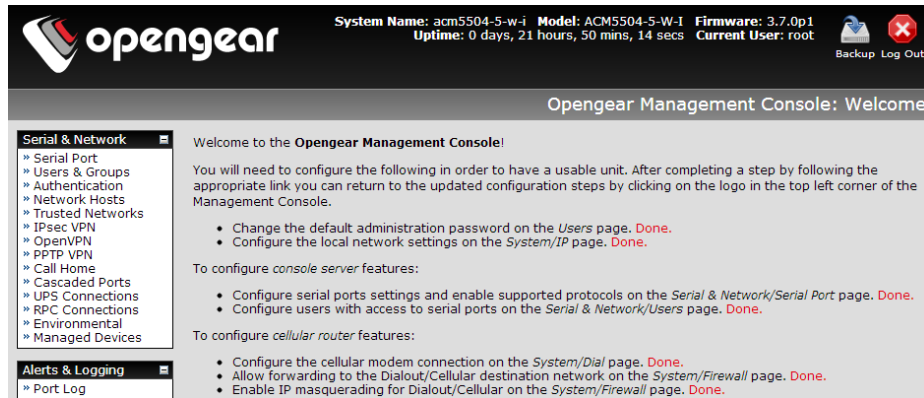 opengear
System Name: acm5504-5-w-i Model: ACM5504-5-W-I Firmware: 3.7.0p1
Uptime: 0 days, 21 hours, 50 mins, 14 secs Current User: root
Backup Log Out
Opengear Management Console: Welcome
Serial & Network
» Serial Port
» Users & Groups
» Authentication
» Network Hosts
» Trusted Networks
» IPsec VPN
» OpenVPN
» PPTP VPN
» Call Home
» Cascaded Ports
» UPS Connections
» RPC Connections
» Environmental
» Managed Devices
Alerts & Logging
» Port Log
Welcome to the Opengear Management Console!
You will need to configure the following in order to have a usable unit. After completing a step by following the
appropriate link you can return to the updated configuration steps by clicking on the logo in the top left corner of the
Management Console.
• Change the default administration password on the Users page. Done.
• Configure the local network settings on the System/IP page. Done.
To configure console server features:
• Configure serial ports settings and enable supported protocols on the Serial & Network/Serial Port page. Done.
• Configure users with access to serial ports on the Serial & Network/Users page. Done.
To configure cellular router features:
• Configure the cellular modem connection on the System/Dial page. Done.
• Allow forwarding to the Dialout/Cellular destination network on the System/Firewall page. Done.
• Enable IP masquerading for Dialout/Cellular on the System/Firewall page. Done.